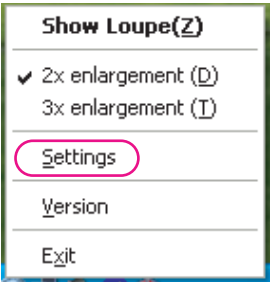 Show Loupe(Z)
2x enlargement (D)
3x enlargement (T)
Settings
Version
Exit